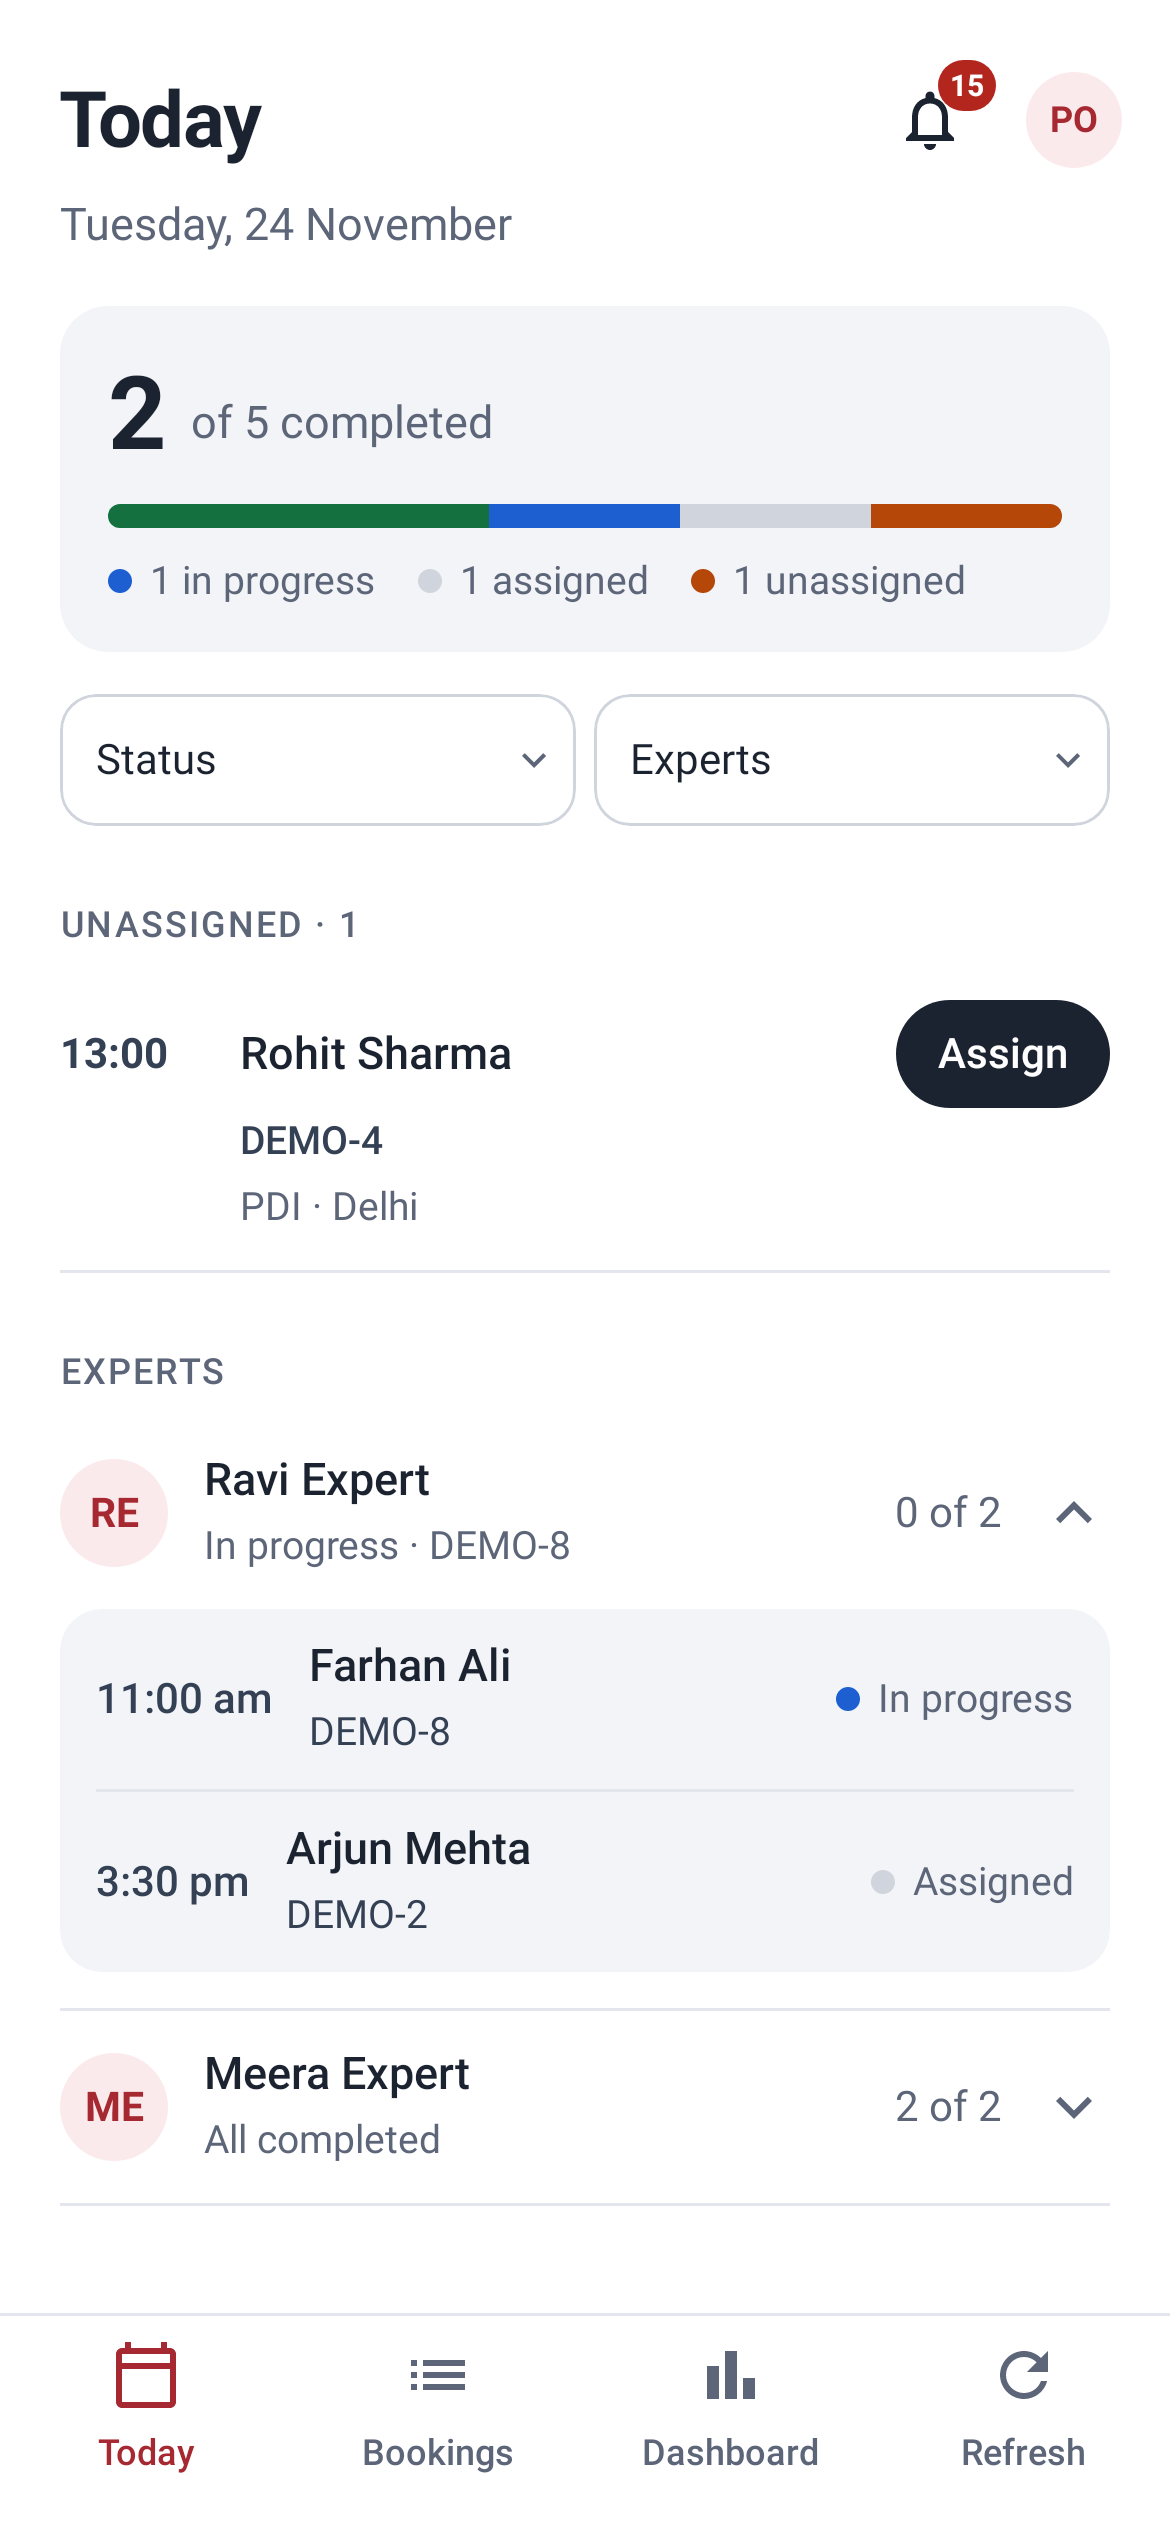 Today
15
PO
Tuesday, 24 November
2 of 5 completed
1 in progress
1 assigned
1 unassigned
Status
Experts
UNASSIGNED · 1
13:00
Rohit Sharma
Assign
DEMO-4
PDI · Delhi
EXPERTS
RE
Ravi Expert
In progress · DEMO-8
0 of 2
11:00 am
Farhan Ali
DEMO-8
In progress
3:30 pm
Arjun Mehta
DEMO-2
Assigned
ME
Meera Expert
All completed
2 of 2
Today
Bookings
Dashboard
Refresh